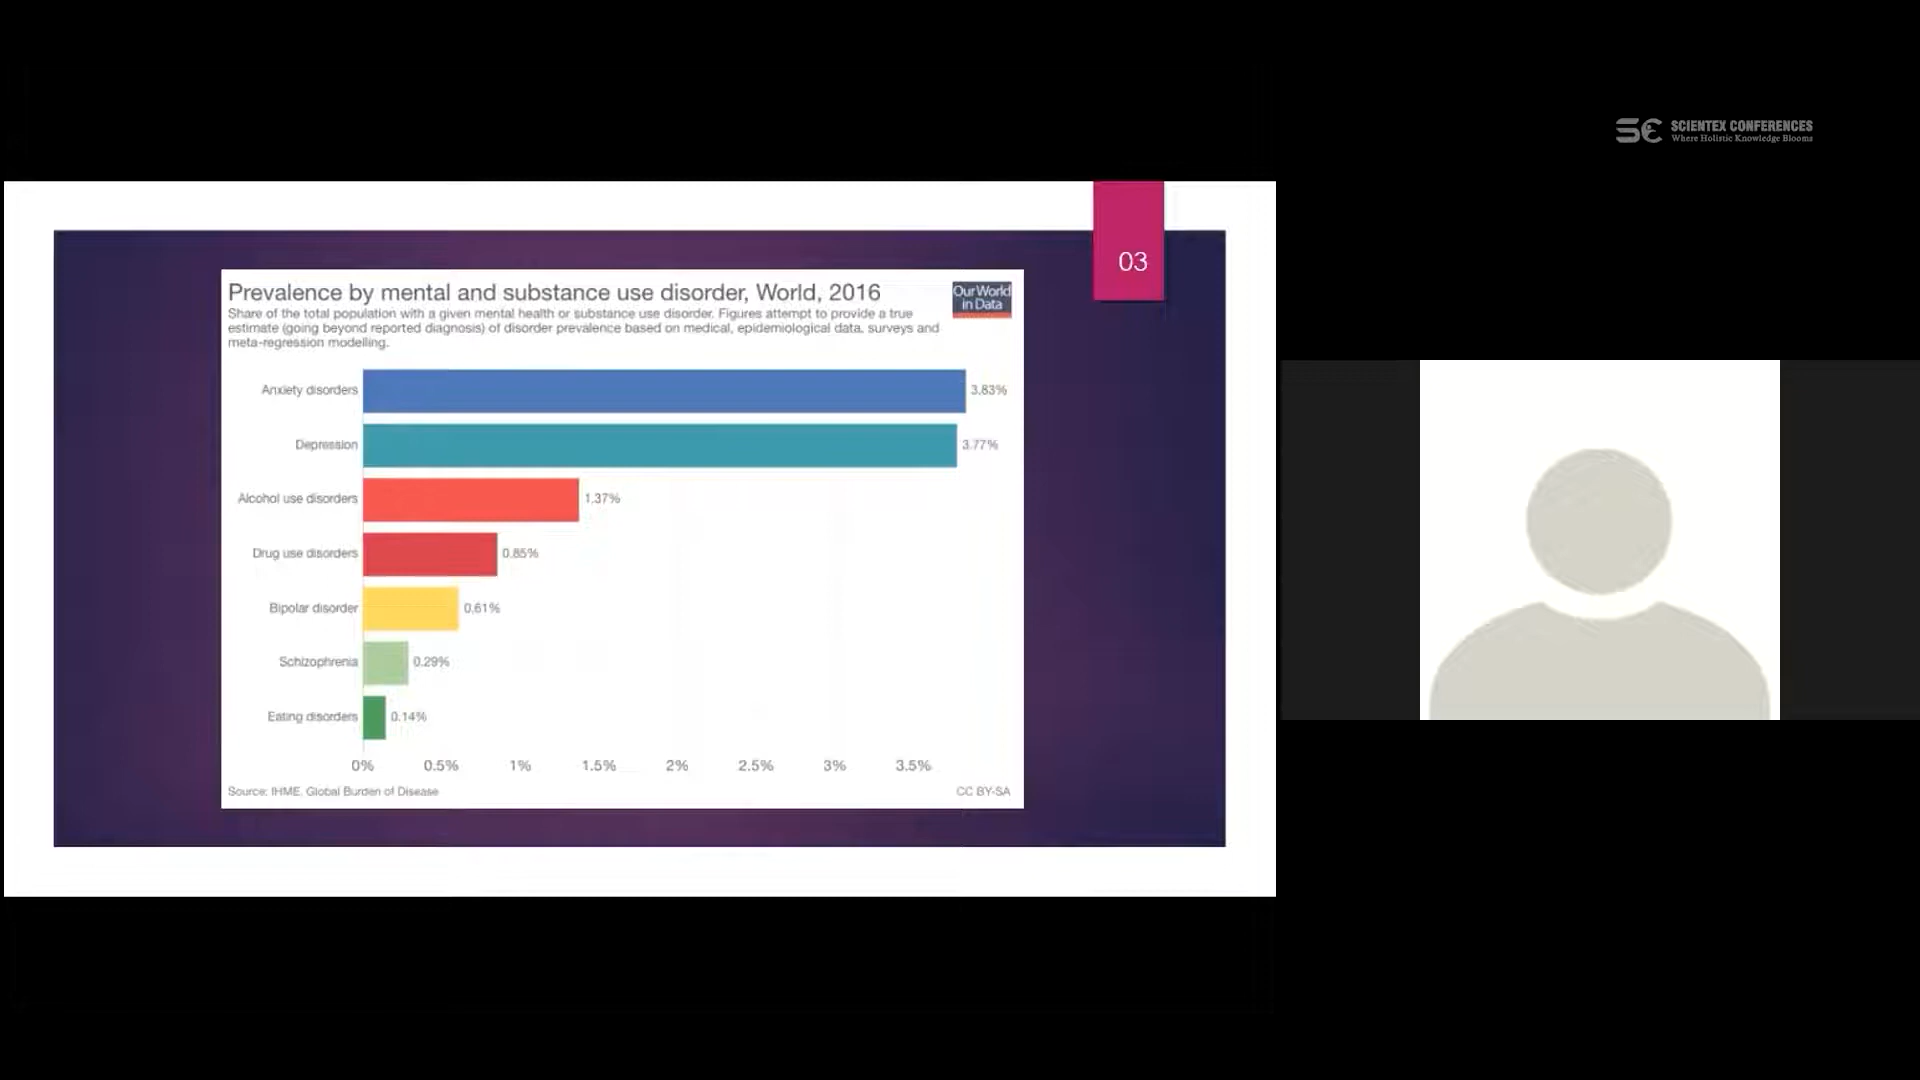 SCIENTEX CONFERENCES
Where Holistic Knowledge Blooms
03
Prevalence by mental and substance use disorder, World, 2016
Our World
in Data
Share of the total population with a given mental health or substance use disorder. Figures attempt to provide a true
estimate (going beyond reported diagnosis) of disorder prevalence based on medical, epidemiological data, surveys and
meta-regression modelling.
Anxiety disorders 3.83%
Depression 3.77%
Alcohol use disorders 1.37%
Drug use disorders 0.85%
Bipolar disorder 0.61%
Schizophrenia 0.29%
Eating disorders 0.14%
0% 0.5% 1% 1.5% 2% 2.5% 3% 3.5%
Source: IHME, Global Burden of Disease
CC BY-SA